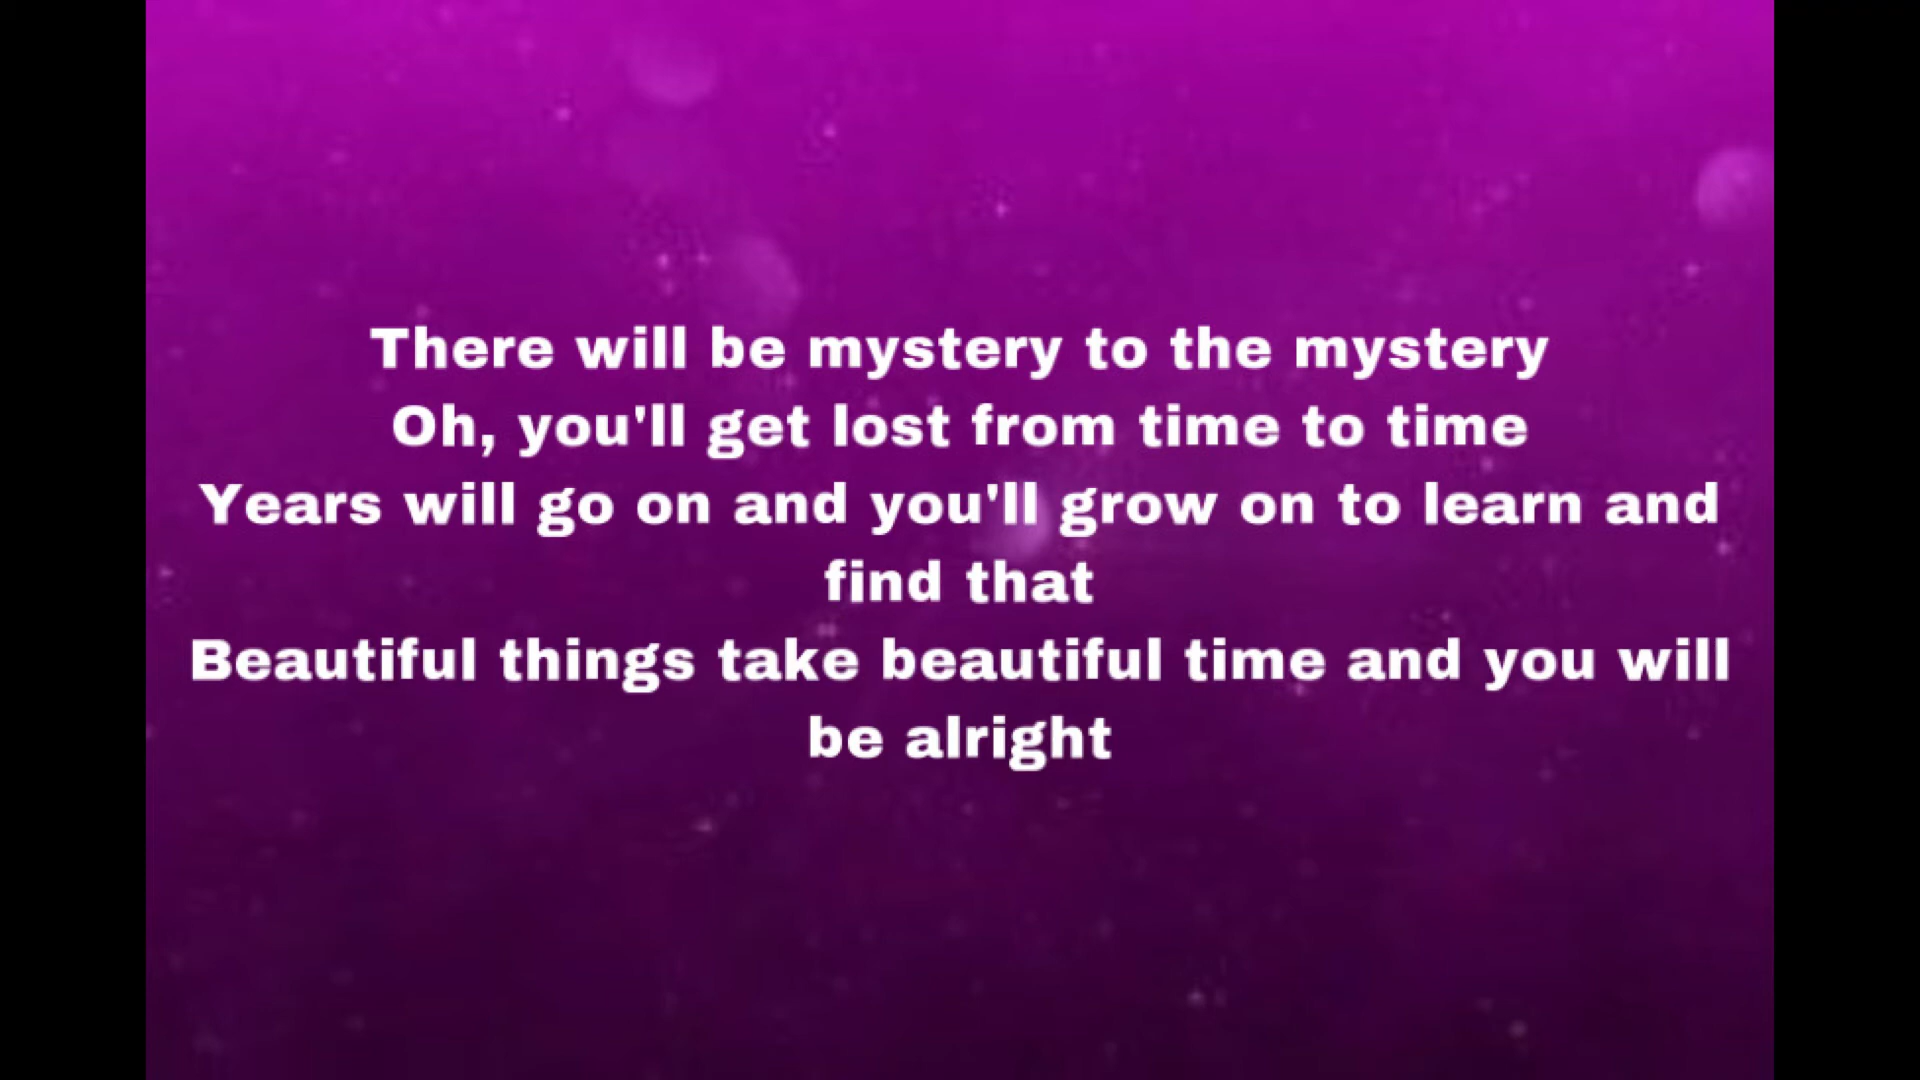 There will be mystery to the mystery
Oh, you'll get lost from time to time
Years will go on and you'll grow on to learn and
find that
Beautiful things take beautiful time and you will
be alright